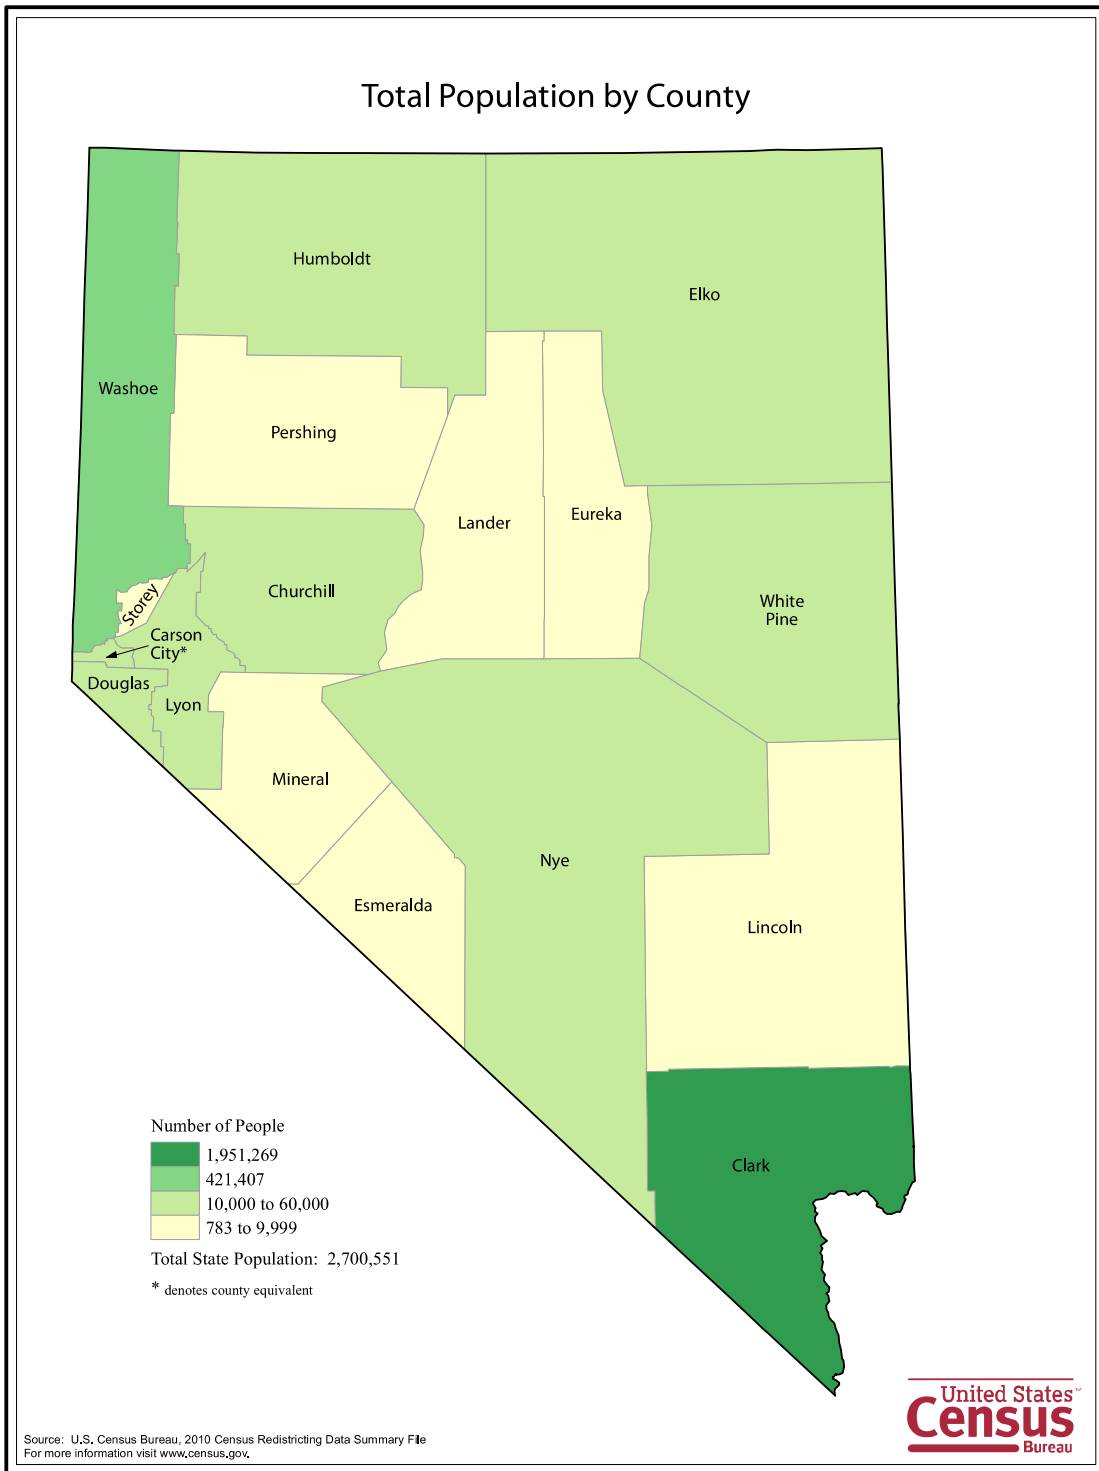 Total Population by County
Humboldt
Elko
Washoe
Pershing
Lander
Eureka
Churchill
Storey
White
Pine
Carson
City*
Douglas
Lyon
Mineral
Nye
Esmeralda
Lincoln
Clark
Number of People
1,951,269
421,407
10,000 to 60,000
783 to 9,999
Total State Population: 2,700,551
* denotes county equivalent
United States™
Census
Bureau
Source: U.S. Census Bureau, 2010 Census Redistricting Data Summary File
For more information visit www.census.gov.